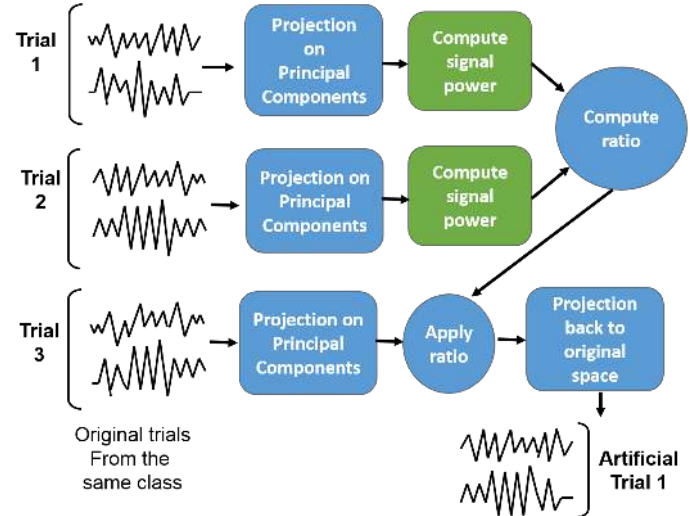 Trial
1
Projection
on
Principal
Components
Compute
signal
power
Compute
ratio
Trial
2
Projection on
Principal
Components
Compute
signal
power
Trial
3
Projection on
Principal
Components
Apply
ratio
Projection
back to
original
space
Original trials
From the
same class
Artificial
Trial 1